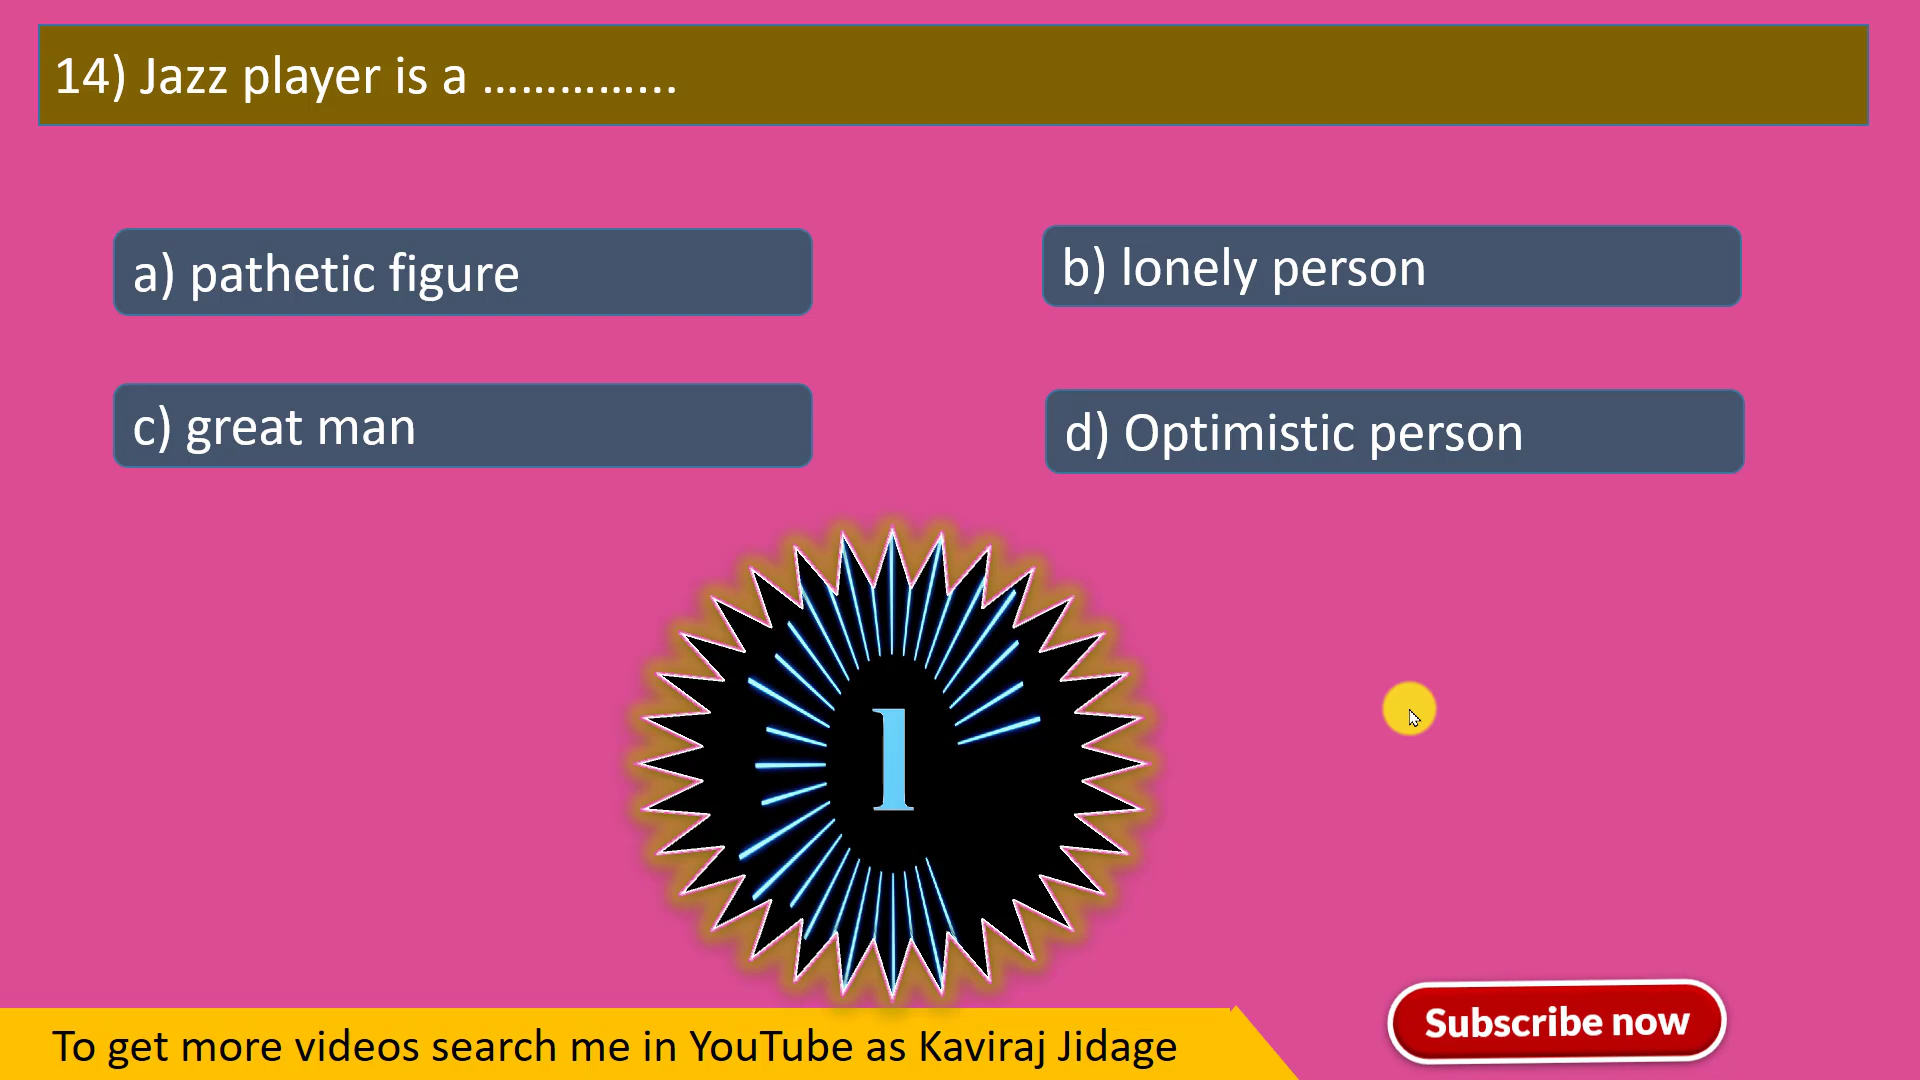 14) Jazz player is a …………...
a) pathetic figure
b) lonely person
c) great man
d) Optimistic person
1
To get more videos search me in YouTube as Kaviraj Jidage
Subscribe now